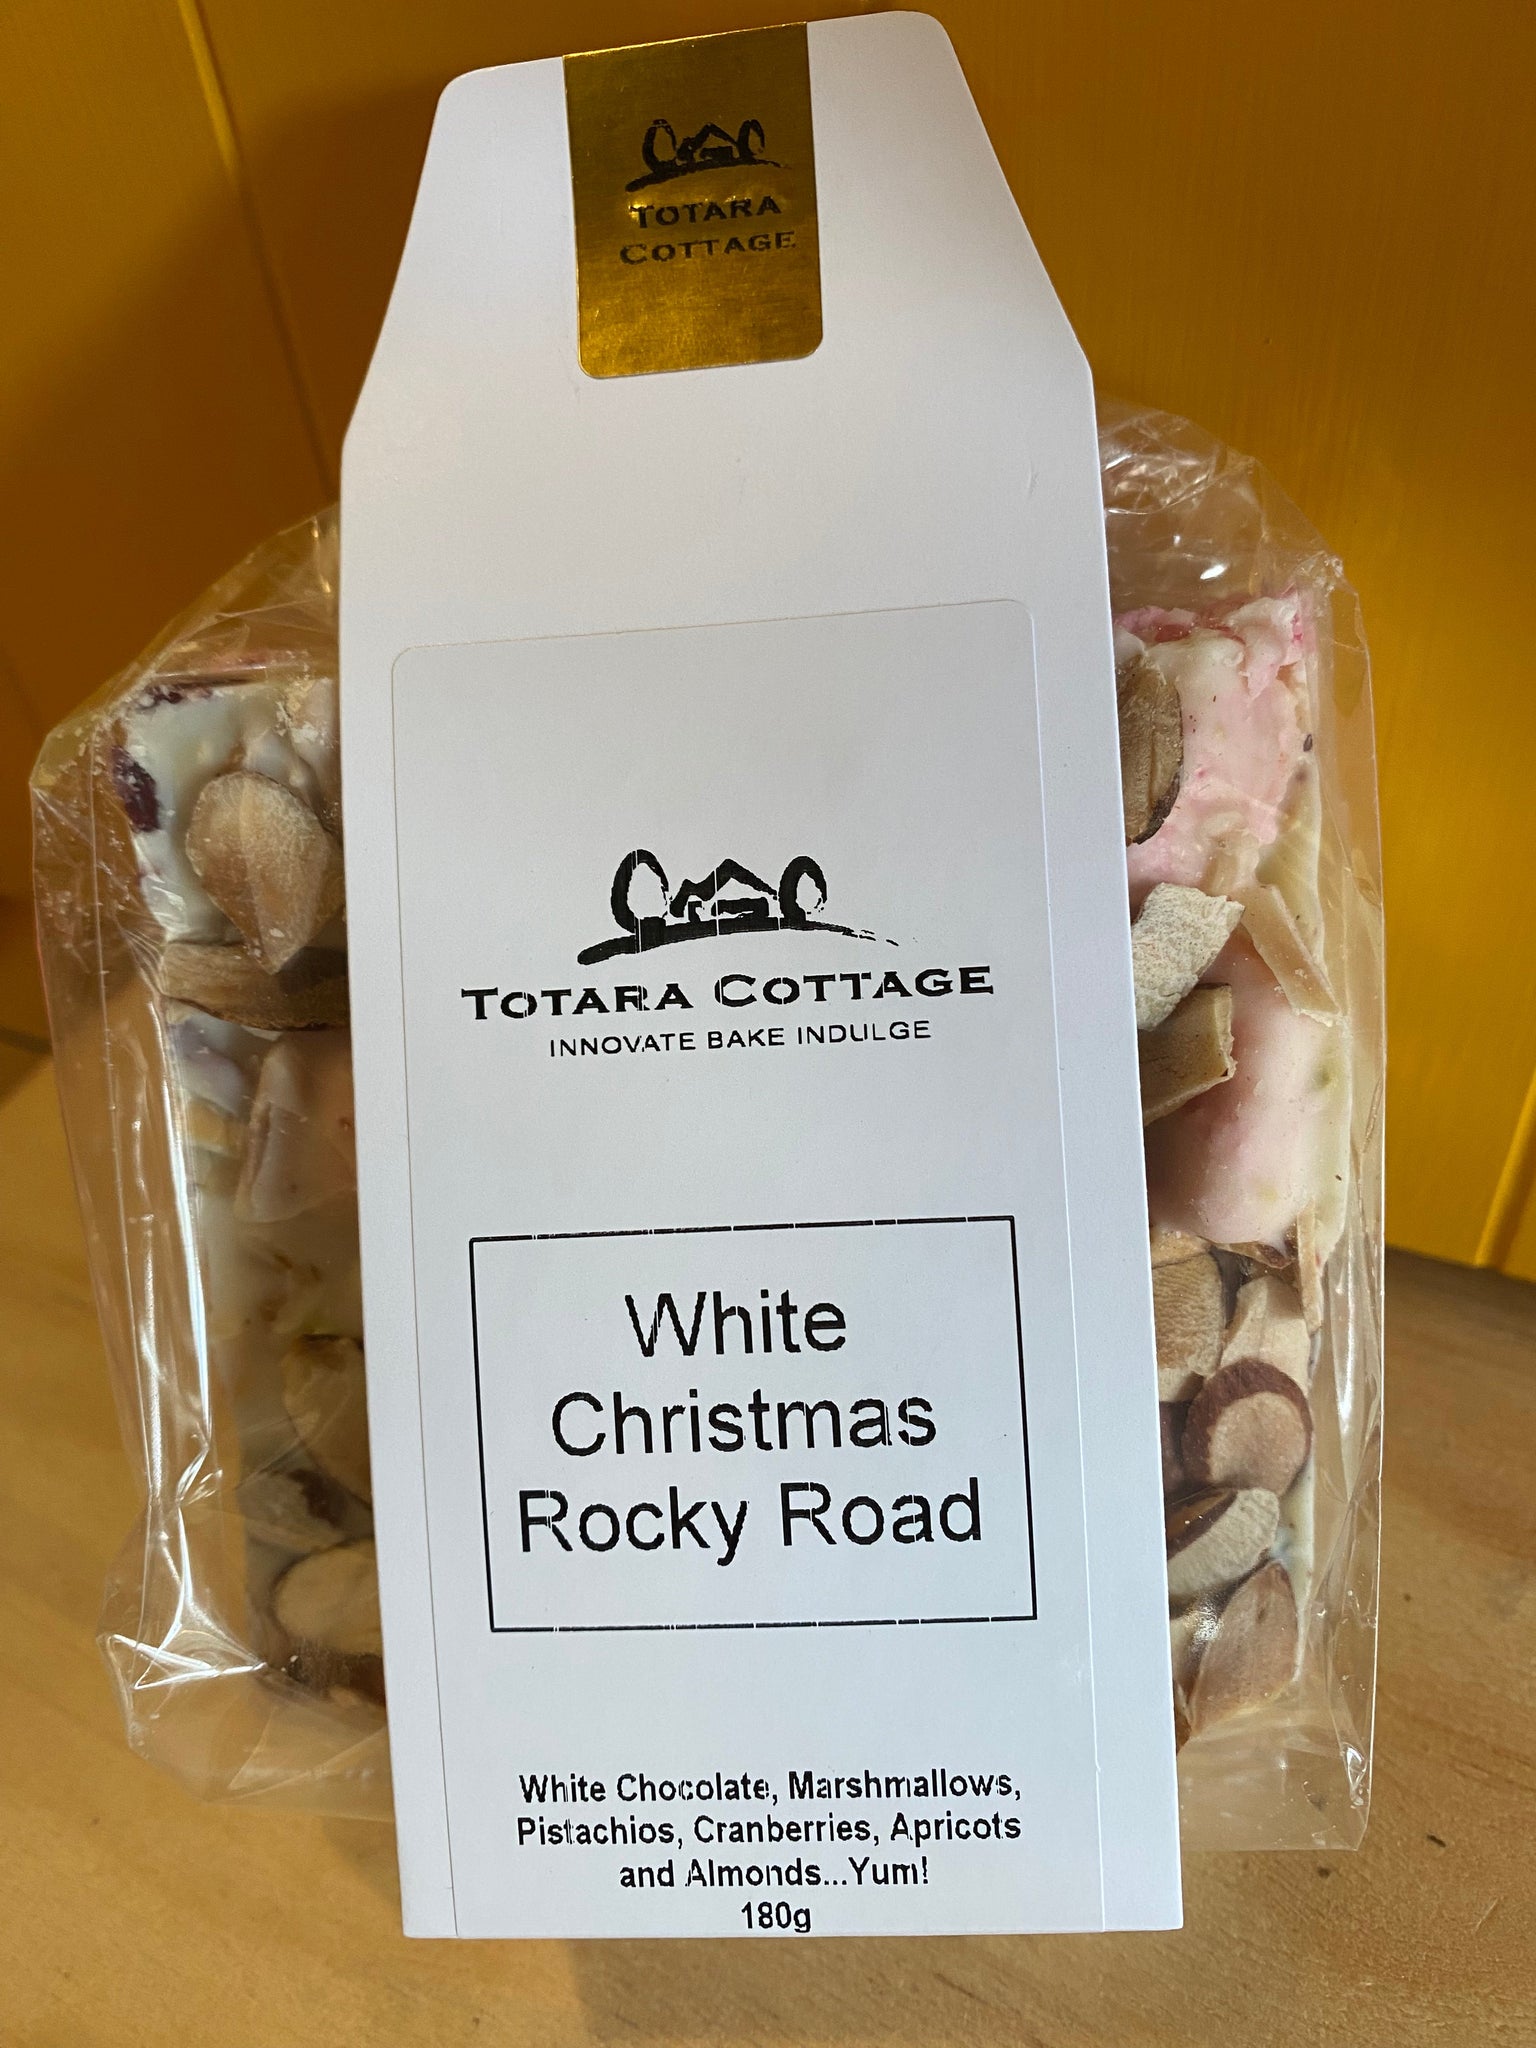 TOTARA
COTTAGE
TOTARA COTTAGE
INNOVATE BAKE INDULGE
White
Christmas
Rocky Road
White Chocolate, Marshmallows,
Pistachios, Cranberries, Apricots
and Almonds...Yum!
180g